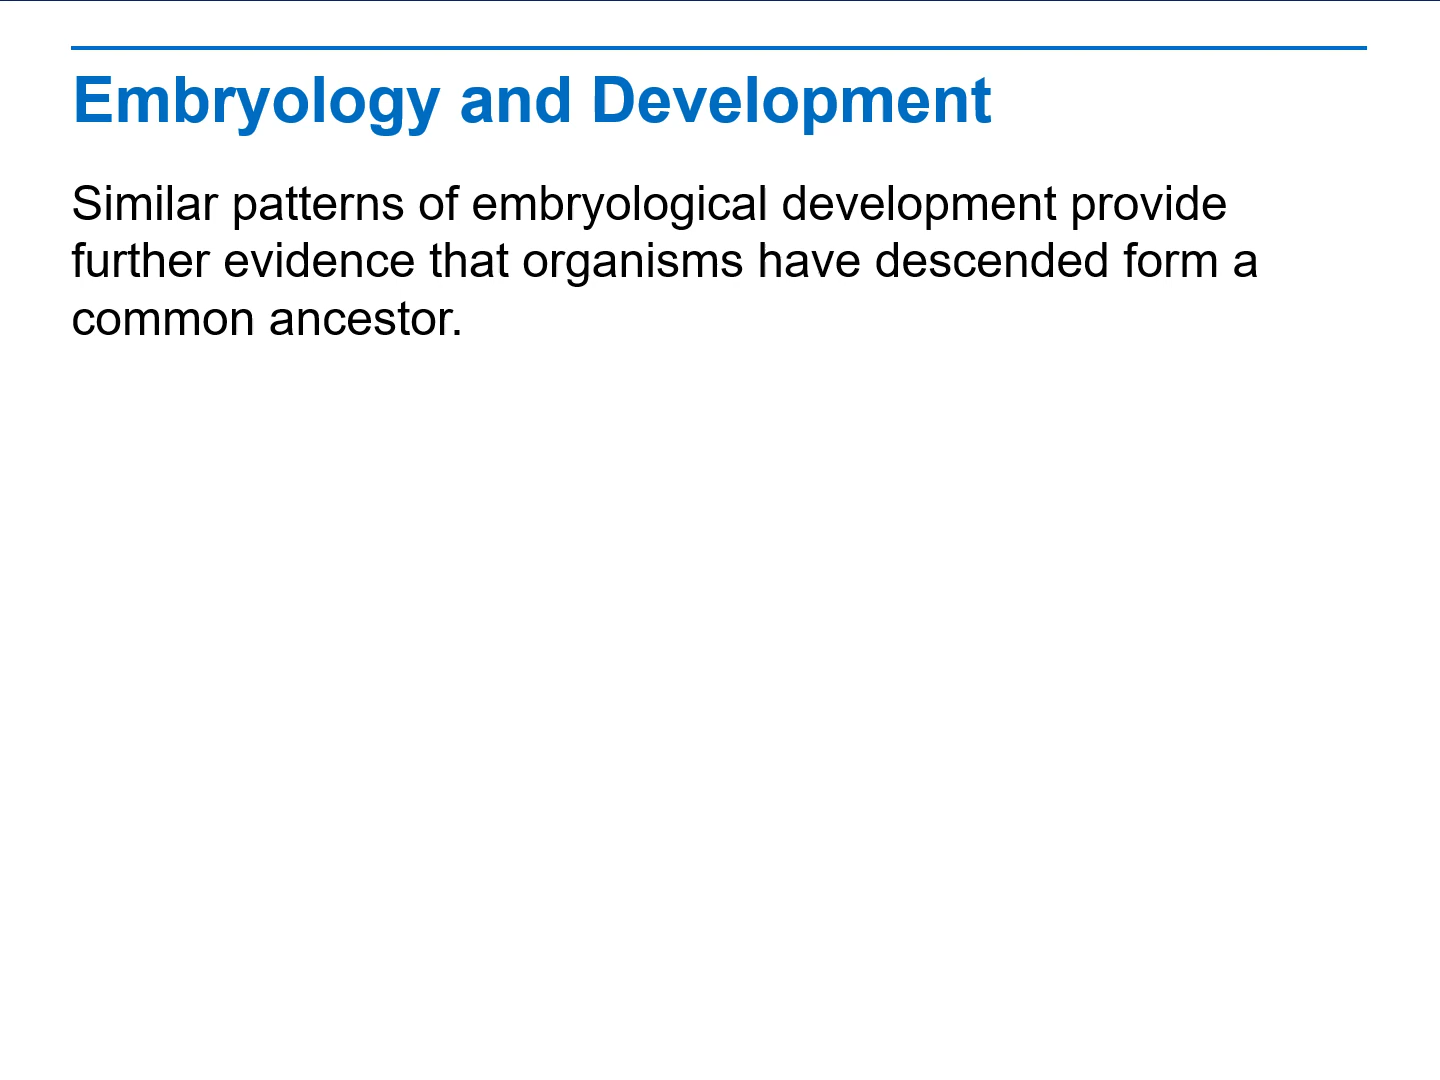 Embryology and Development
Similar patterns of embryological development provide
further evidence that organisms have descended form a
common ancestor.